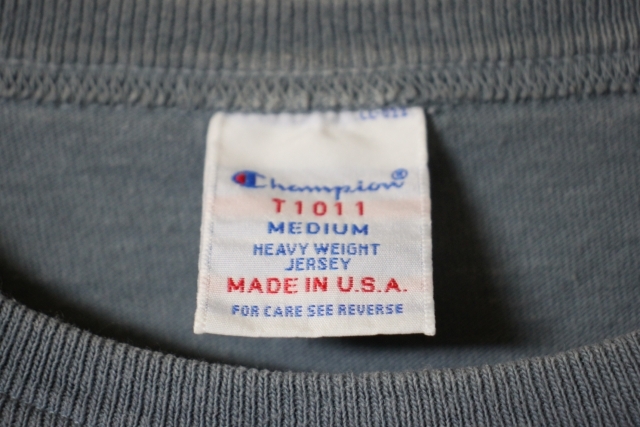 Champion®
T1011
MEDIUM
HEAVY WEIGHT
JERSEY
MADE IN U.S.A.
FOR CARE SEE REVERSE